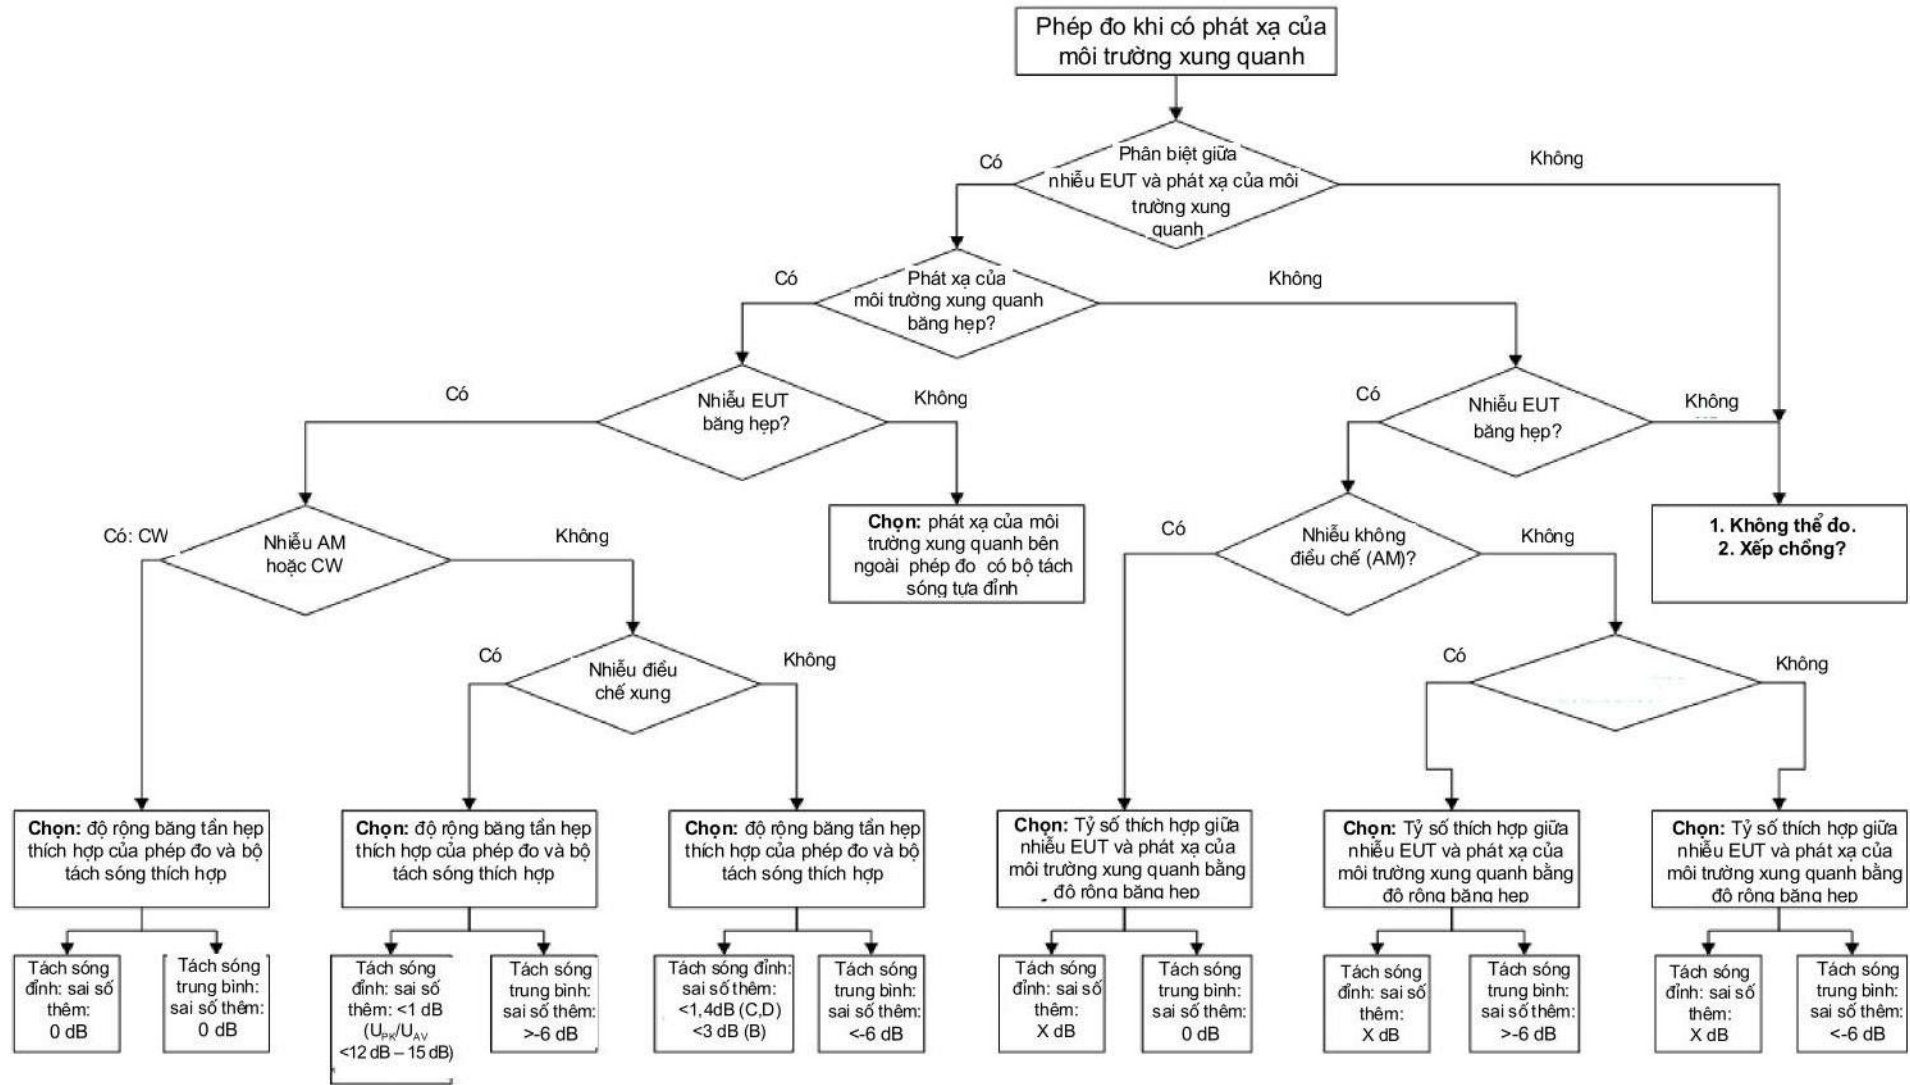 Phép đo khi có phát xạ của
môi trường xung quanh
Có
Phân biệt giữa
nhiễu EUT và phát xạ của môi
trường xung
quanh
Không
Có
Phát xạ của
môi trường xung quanh
băng hẹp?
Không
Có
Nhiễu EUT
băng hẹp?
Không
Có
Nhiễu EUT
băng hẹp?
Không
Có: CW
Nhiễu AM
hoặc CW
Không
Chọn: phát xạ của môi
trường xung quanh bên
ngoài phép đo có bộ tách
sóng tựa đỉnh
Có
Nhiễu không
điều chế (AM)?
Không
1. Không thể đo.
2. Xếp chồng?
Có
Nhiễu điều
chế xung
Không
Có
Không
Chọn: độ rộng băng tần hẹp
thích hợp của phép đo và bộ
tách sóng thích hợp
Chọn: độ rộng băng tần hẹp
thích hợp của phép đo và bộ
tách sóng thích hợp
Chọn: độ rộng băng tần hẹp
thích hợp của phép đo và bộ
tách sóng thích hợp
Chọn: Tỷ số thích hợp giữa
nhiễu EUT và phát xạ của
môi trường xung quanh bằng
độ rộng băng hẹp
Chọn: Tỷ số thích hợp giữa
nhiễu EUT và phát xạ của
môi trường xung quanh bằng
độ rộng băng hẹp
Chọn: Tỷ số thích hợp giữa
nhiễu EUT và phát xạ của
môi trường xung quanh bằng
độ rộng băng hẹp
Tách sóng
đỉnh: sai số
thêm:
0 dB
Tách sóng
trung bình:
sai số thêm:
0 dB
Tách sóng
đỉnh: sai số
thêm: <1 dB
(UPK/UAV
<12 dB – 15 dB)
Tách sóng
trung bình:
sai số thêm:
>-6 dB
Tách sóng đỉnh:
sai số thêm:
<1,4dB (C,D)
<3 dB (B)
Tách sóng
trung bình:
sai số thêm:
<-6 dB
Tách sóng
đỉnh: sai số
thêm:
X dB
Tách sóng
trung bình:
sai số thêm:
0 dB
Tách sóng
đỉnh: sai số
thêm:
X dB
Tách sóng
trung bình:
sai số thêm:
>-6 dB
Tách sóng
đỉnh: sai số
thêm:
X dB
Tách sóng
trung bình:
sai số thêm:
<-6 dB